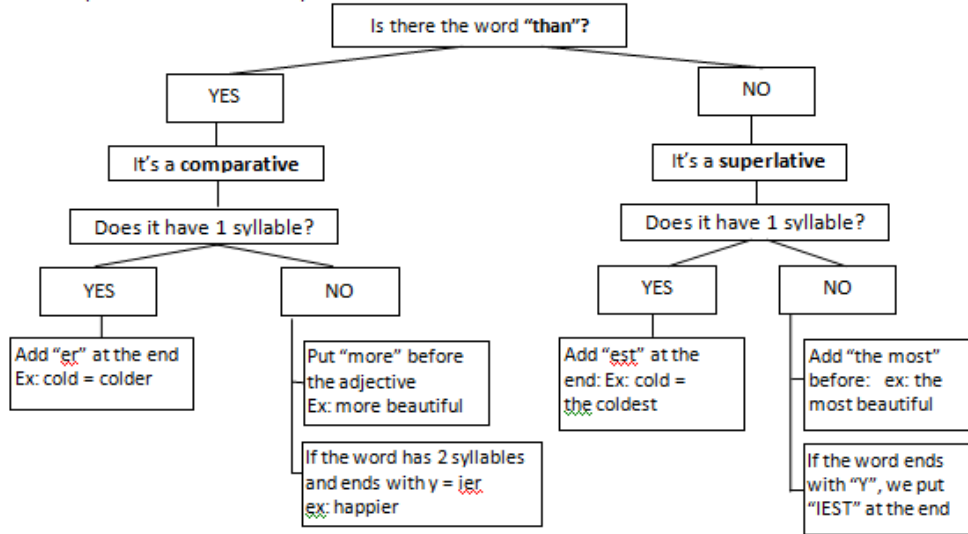 Is there the word “than”?
YES
NO
It’s a comparative
It’s a superlative
Does it have 1 syllable?
Does it have 1 syllable?
YES
NO
YES
NO
Add “er” at the end
Ex: cold = colder
Put “more” before
the adjective
Ex: more beautiful
If the word has 2 syllables
and ends with y = ier
ex: happier
Add “est” at the
end: Ex: cold =
the coldest
Add “the most”
before: ex: the
most beautiful
If the word ends
with “Y”, we put
“IEST” at the end